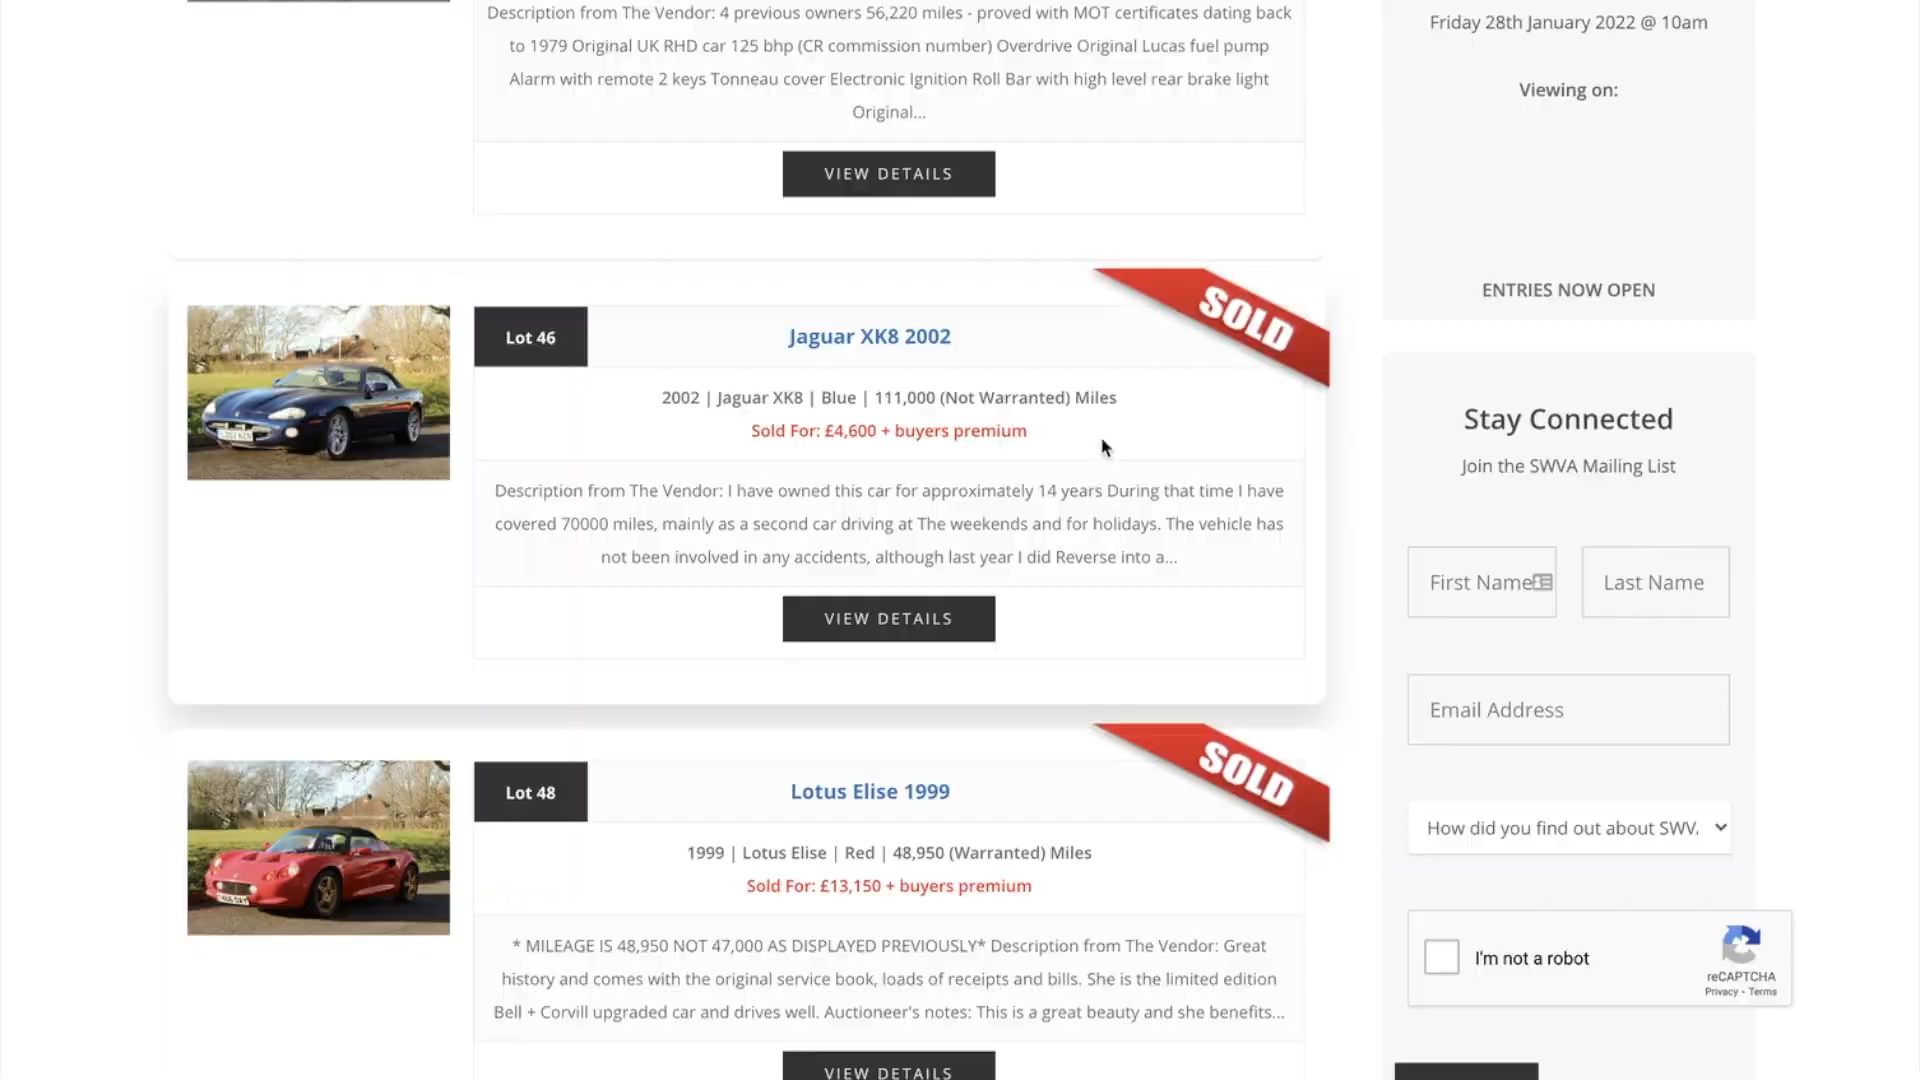 Description from The Vendor: 4 previous owners 56,220 miles - proved with MOT certificates dating back
to 1979 Original UK RHD car 125 bhp (CR commission number) Overdrive Original Lucas fuel pump
Alarm with remote 2 keys Tonneau cover Electronic Ignition Roll Bar with high level rear brake light
Original...
VIEW DETAILS
Lot 46
Jaguar XK8 2002
SOLD
2002 | Jaguar XK8 | Blue | 111,000 (Not Warranted) Miles
Sold For: £4,600 + buyers premium
Description from The Vendor: I have owned this car for approximately 14 years During that time I have
covered 70000 miles, mainly as a second car driving at The weekends and for holidays. The vehicle has
not been involved in any accidents, although last year I did Reverse into a...
VIEW DETAILS
Lot 48
Lotus Elise 1999
SOLD
1999 | Lotus Elise | Red | 48,950 (Warranted) Miles
Sold For: £13,150 + buyers premium
* MILEAGE IS 48,950 NOT 47,000 AS DISPLAYED PREVIOUSLY* Description from The Vendor: Great
history and comes with the original service book, loads of receipts and bills. She is the limited edition
Bell + Corvill upgraded car and drives well. Auctioneer's notes: This is a great beauty and she benefits...
VIEW DETAILS
Friday 28th January 2022 @ 10am
Viewing on:
ENTRIES NOW OPEN
Stay Connected
Join the SWVA Mailing List
First Name
Last Name
Email Address
How did you find out about SWV
I'm not a robot
reCAPTCHA
Privacy - Terms